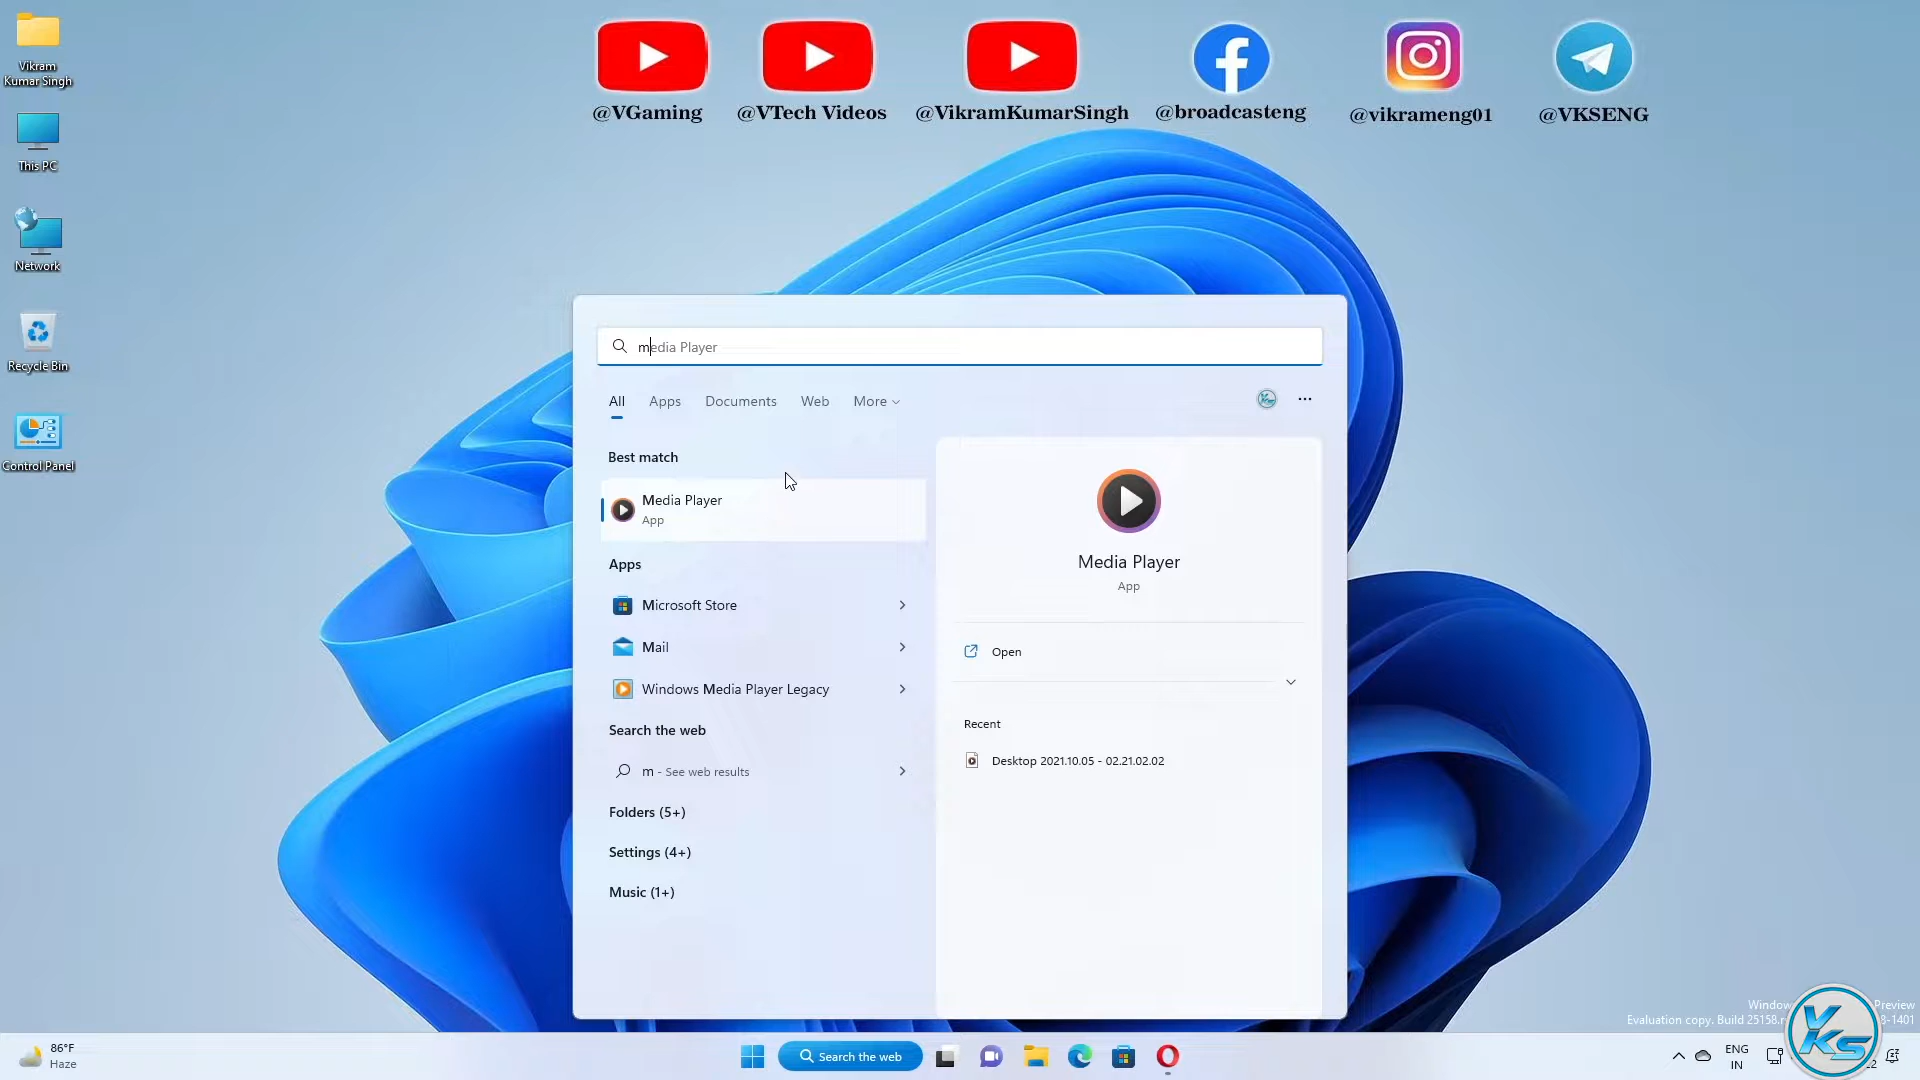 Vikram
Kumar Singh
This PC
Network
Recycle Bin
Control Panel
@VGaming
@VTech Videos
@VikramKumarSingh
@broadcasteng
@vikrameng01
@VKSENG
media Player
All
Apps
Documents
Web
More
Best match
Media Player
App
Apps
Microsoft Store
Mail
Windows Media Player Legacy
Search the web
m - See web results
Folders (5+)
Settings (4+)
Music (1+)
Media Player
App
Open
Recent
Desktop 2021.10.05 - 02.21.02.02
Preview
Evaluation copy. Build 25158.
-1401
86°F
Haze
Search the web
ENG
IN
VKS